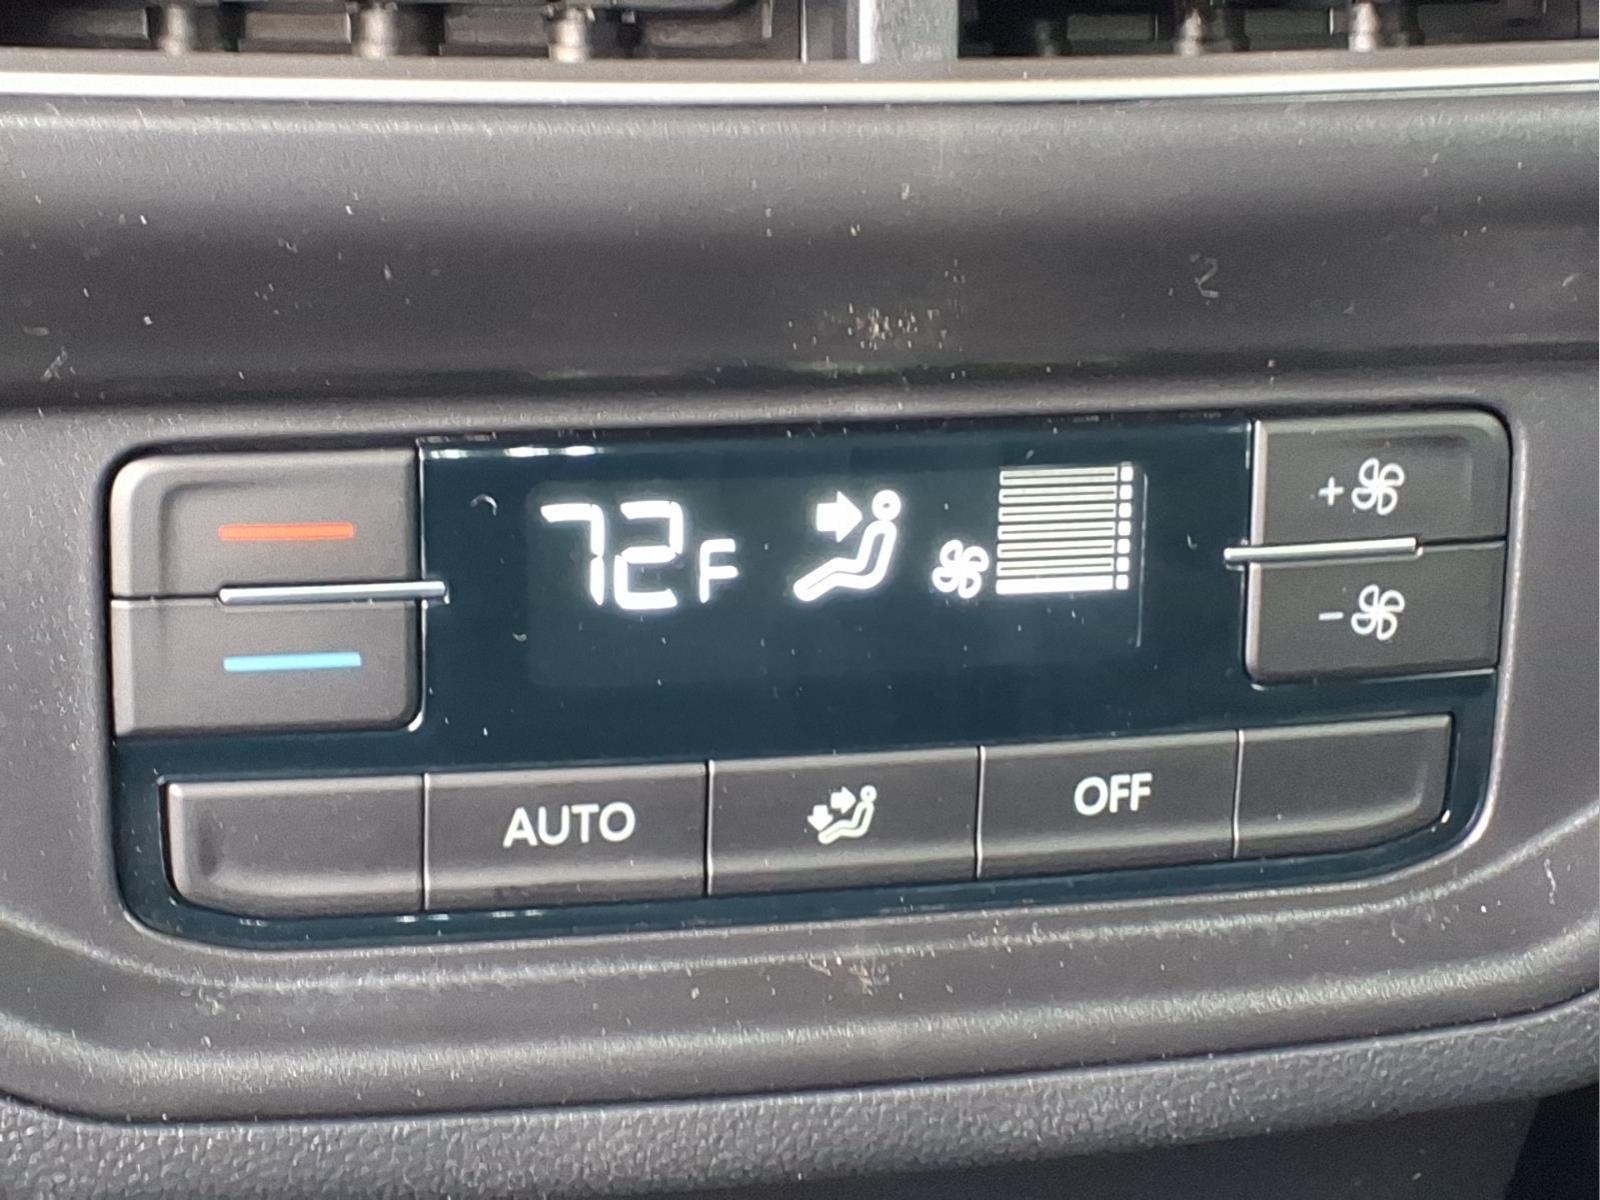 72F
+
-
AUTO
OFF